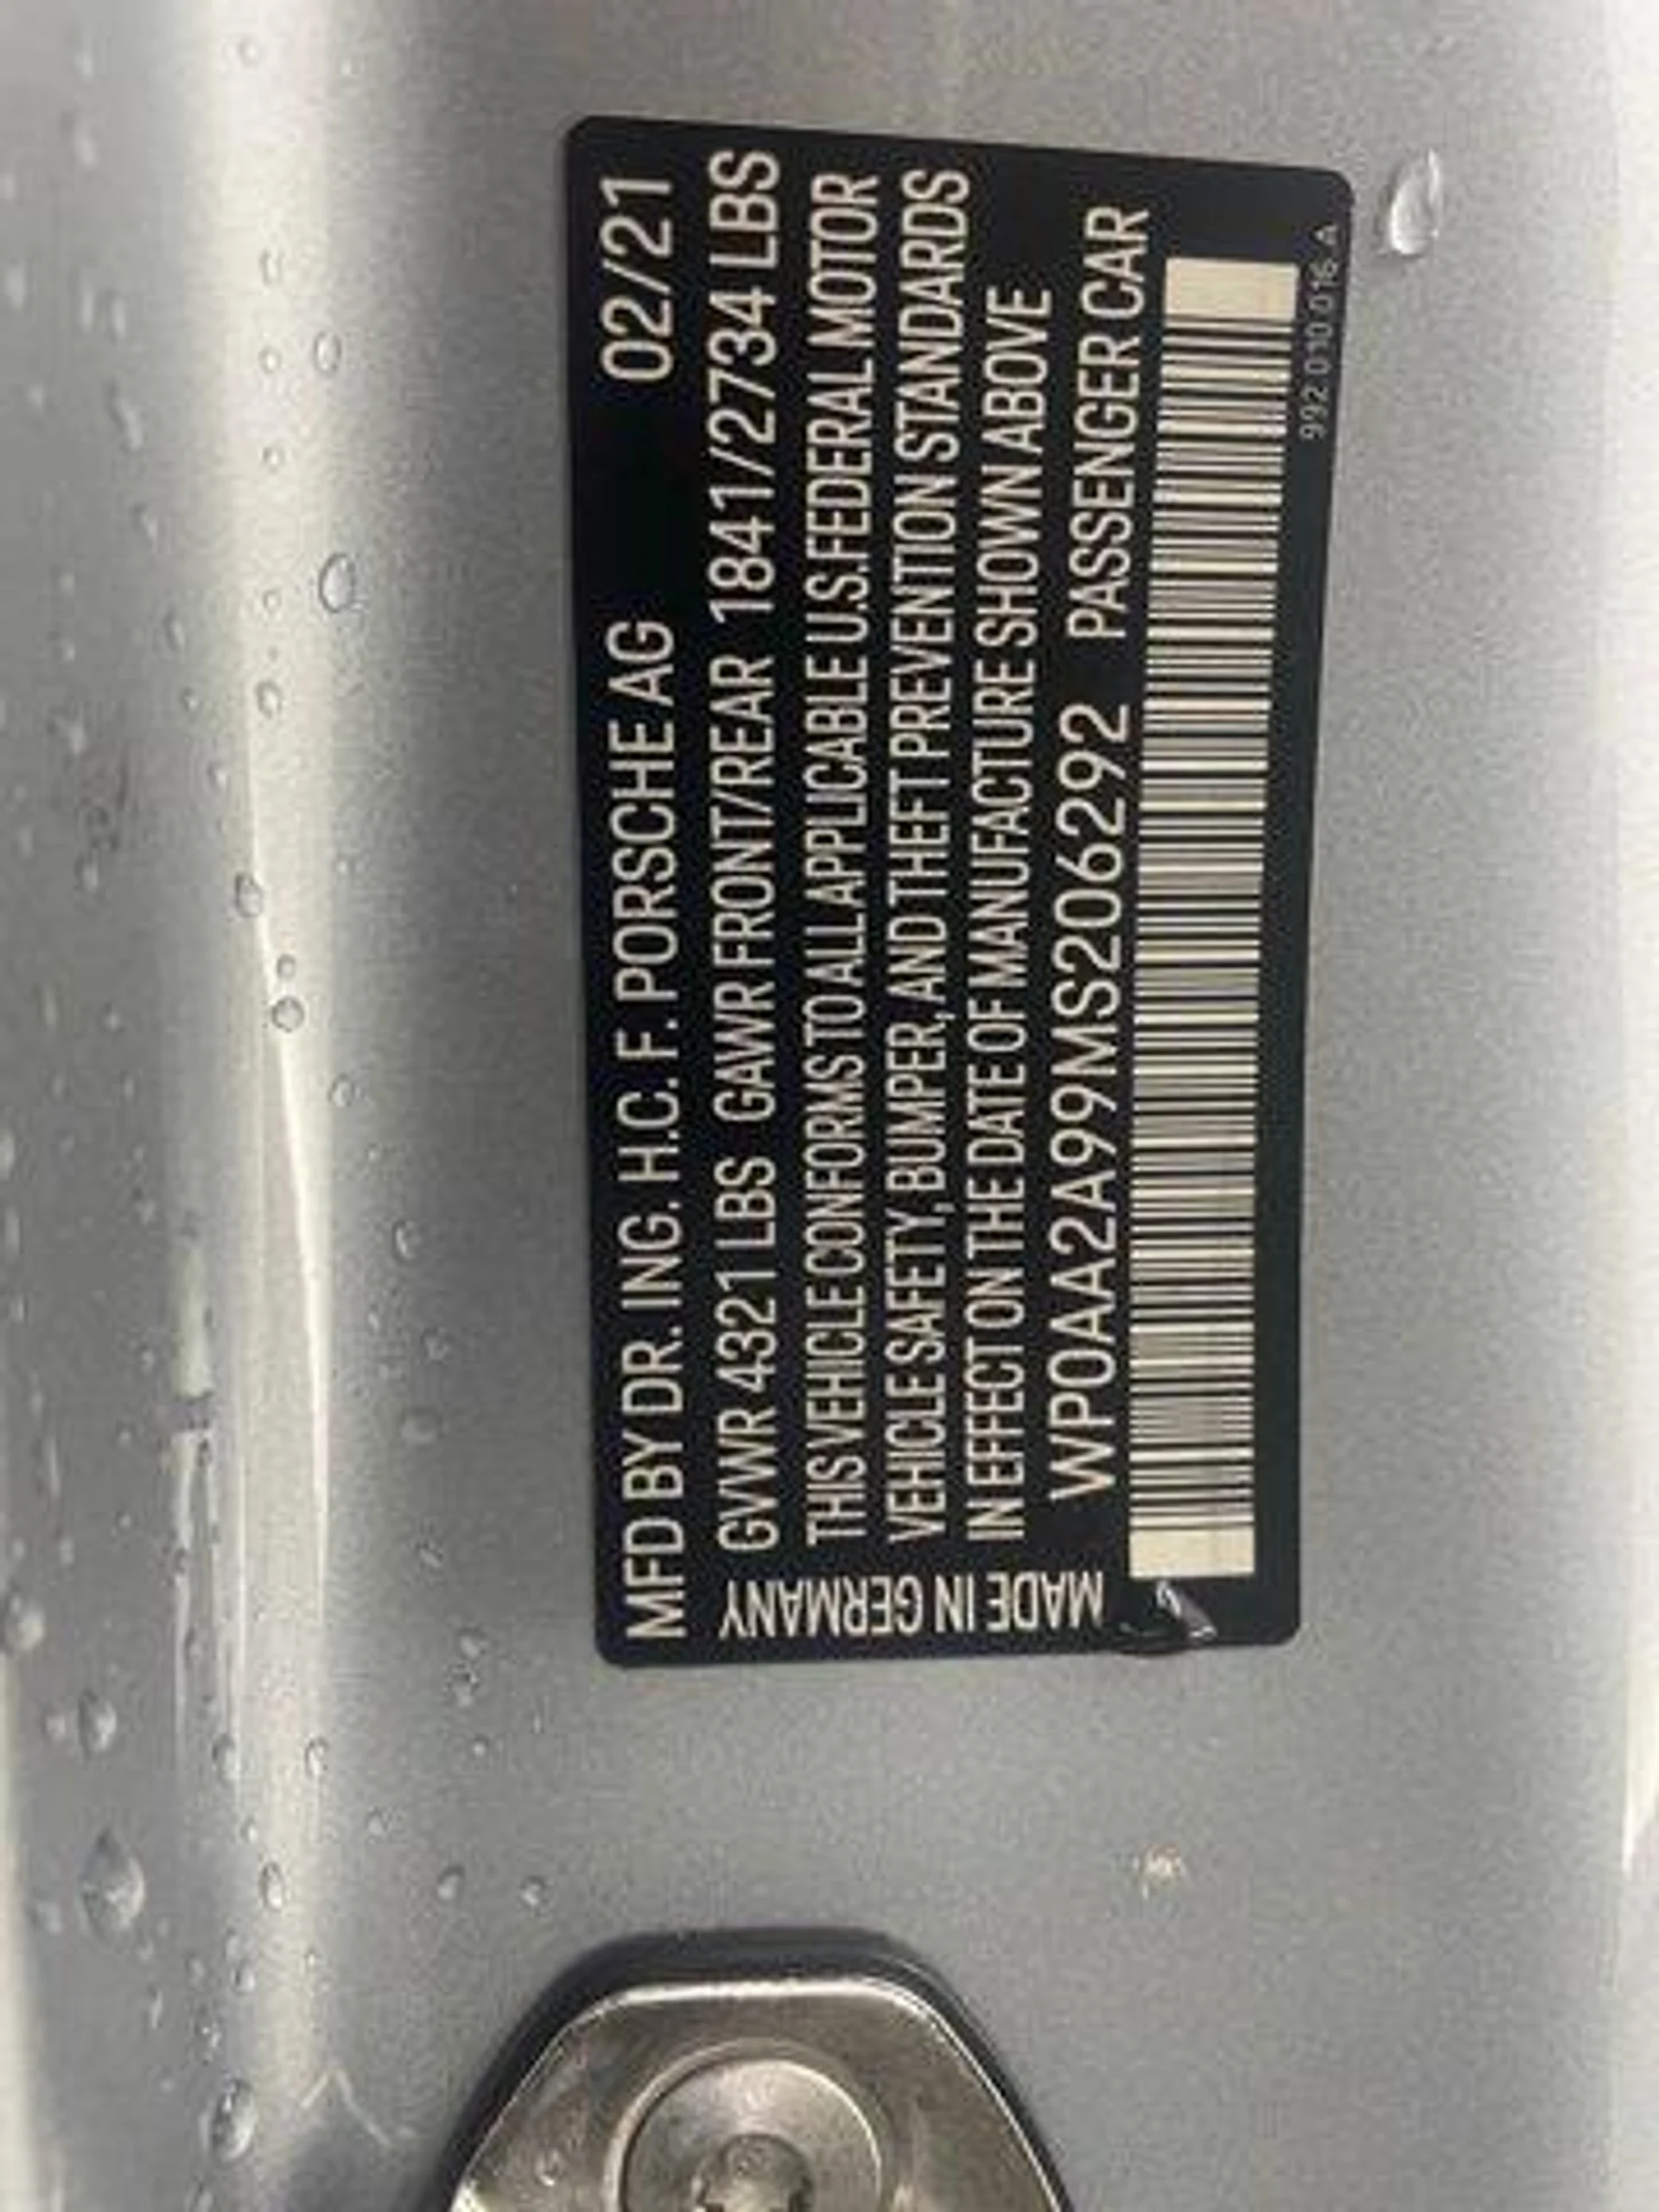 MFD BY DR. ING. H.C. F. PORSCHE AG 02/21
GVWR 4321 LBS GAWR FRONT/REAR 1841/2734 LBS
THIS VEHICLE CONFORMS TO ALL APPLICABLE U.S. FEDERAL MOTOR
VEHICLE SAFETY, BUMPER, AND THEFT PREVENTION STANDARDS
IN EFFECT ON THE DATE OF MANUFACTURE SHOWN ABOVE
WP0AA2A99MS206292 PASSENGER CAR
MADE IN GERMANY
992 010 016 A